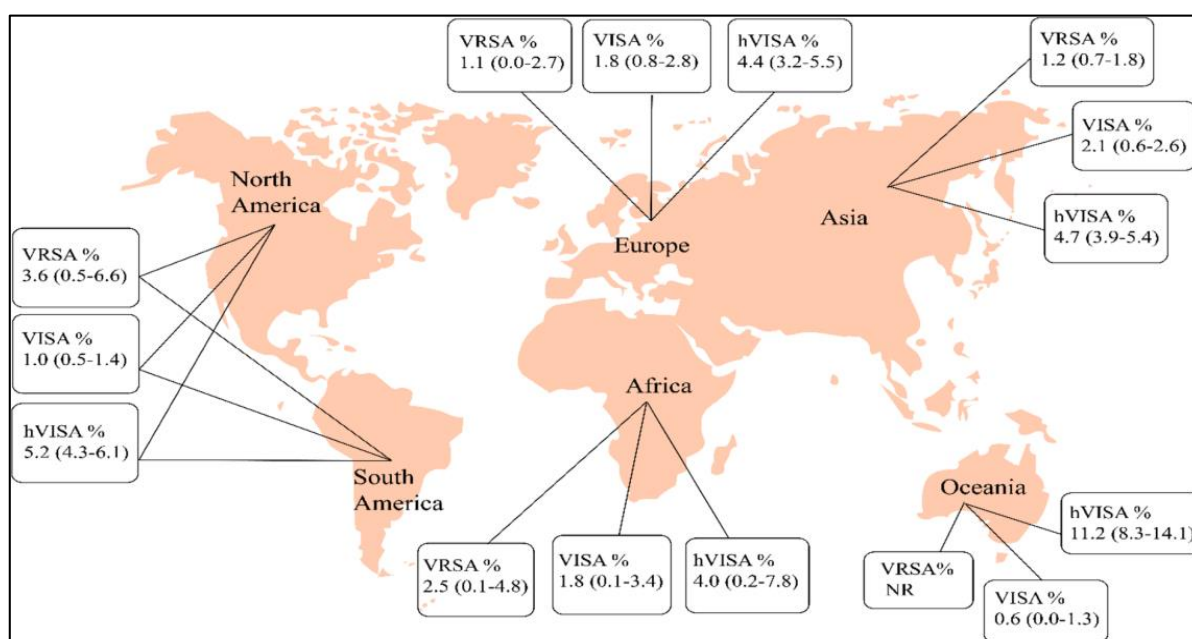 VRSA %
1.1 (0.0-2.7)
VISA %
1.8 (0.8-2.8)
hVISA %
4.4 (3.2-5.5)
VRSA %
1.2 (0.7-1.8)
VISA %
2.1 (0.6-2.6)
hVISA %
4.7 (3.9-5.4)
North
America
Europe
Asia
VRSA %
3.6 (0.5-6.6)
VISA %
1.0 (0.5-1.4)
hVISA %
5.2 (4.3-6.1)
Africa
South
America
Oceania
VRSA %
2.5 (0.1-4.8)
VISA %
1.8 (0.1-3.4)
hVISA %
4.0 (0.2-7.8)
hVISA %
11.2 (8.3-14.1)
VRSA%
NR
VISA %
0.6 (0.0-1.3)